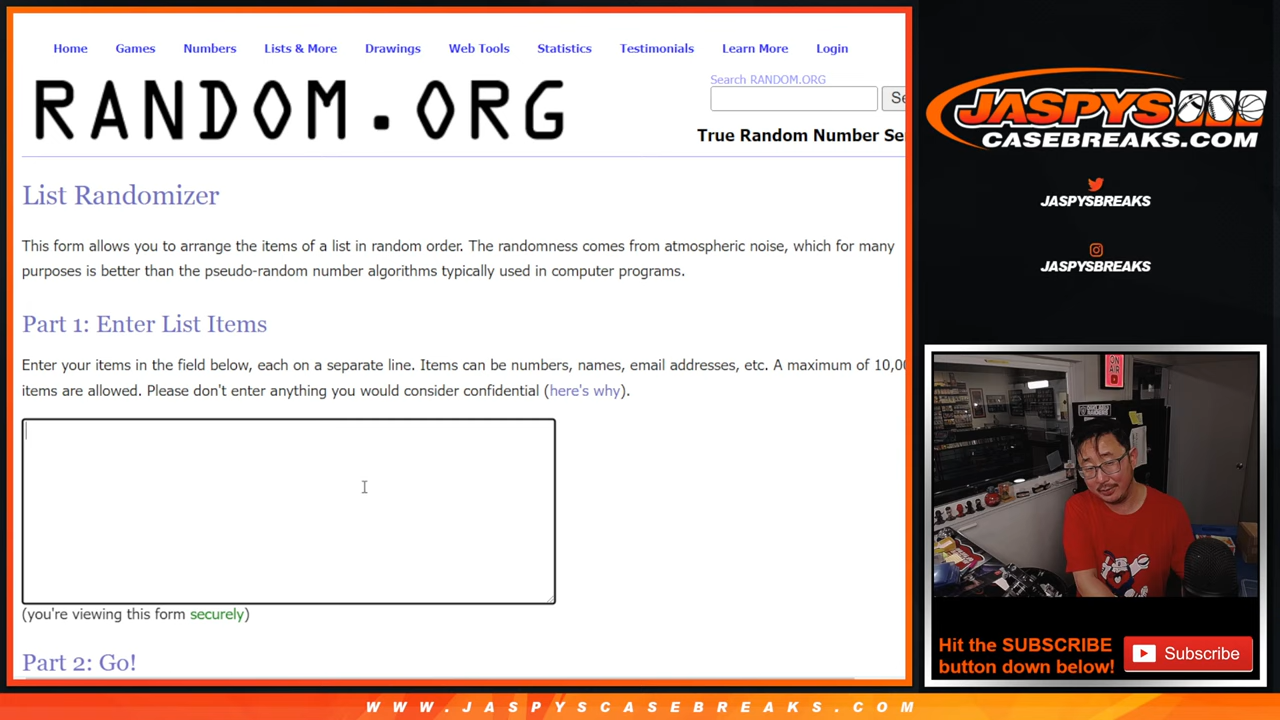 Home Games Numbers Lists & More Drawings Web Tools Statistics Testimonials Learn More Login
Search RANDOM.ORG
RANDOM.ORG
Se
True Random Number Se
List Randomizer
This form allows you to arrange the items of a list in random order. The randomness comes from atmospheric noise, which for many
purposes is better than the pseudo-random number algorithms typically used in computer programs.
Part 1: Enter List Items
Enter your items in the field below, each on a separate line. Items can be numbers, names, email addresses, etc. A maximum of 10,00
items are allowed. Please don't enter anything you would consider confidential (here's why).
(you're viewing this form securely)
Part 2: Go!
JASPYS
CASEBREAKS.COM
JASPYSBREAKS
JASPYSBREAKS
ON
AIR
Hit the SUBSCRIBE
button down below!
Subscribe
WWW.JASPYSCASEBREAKS.COM